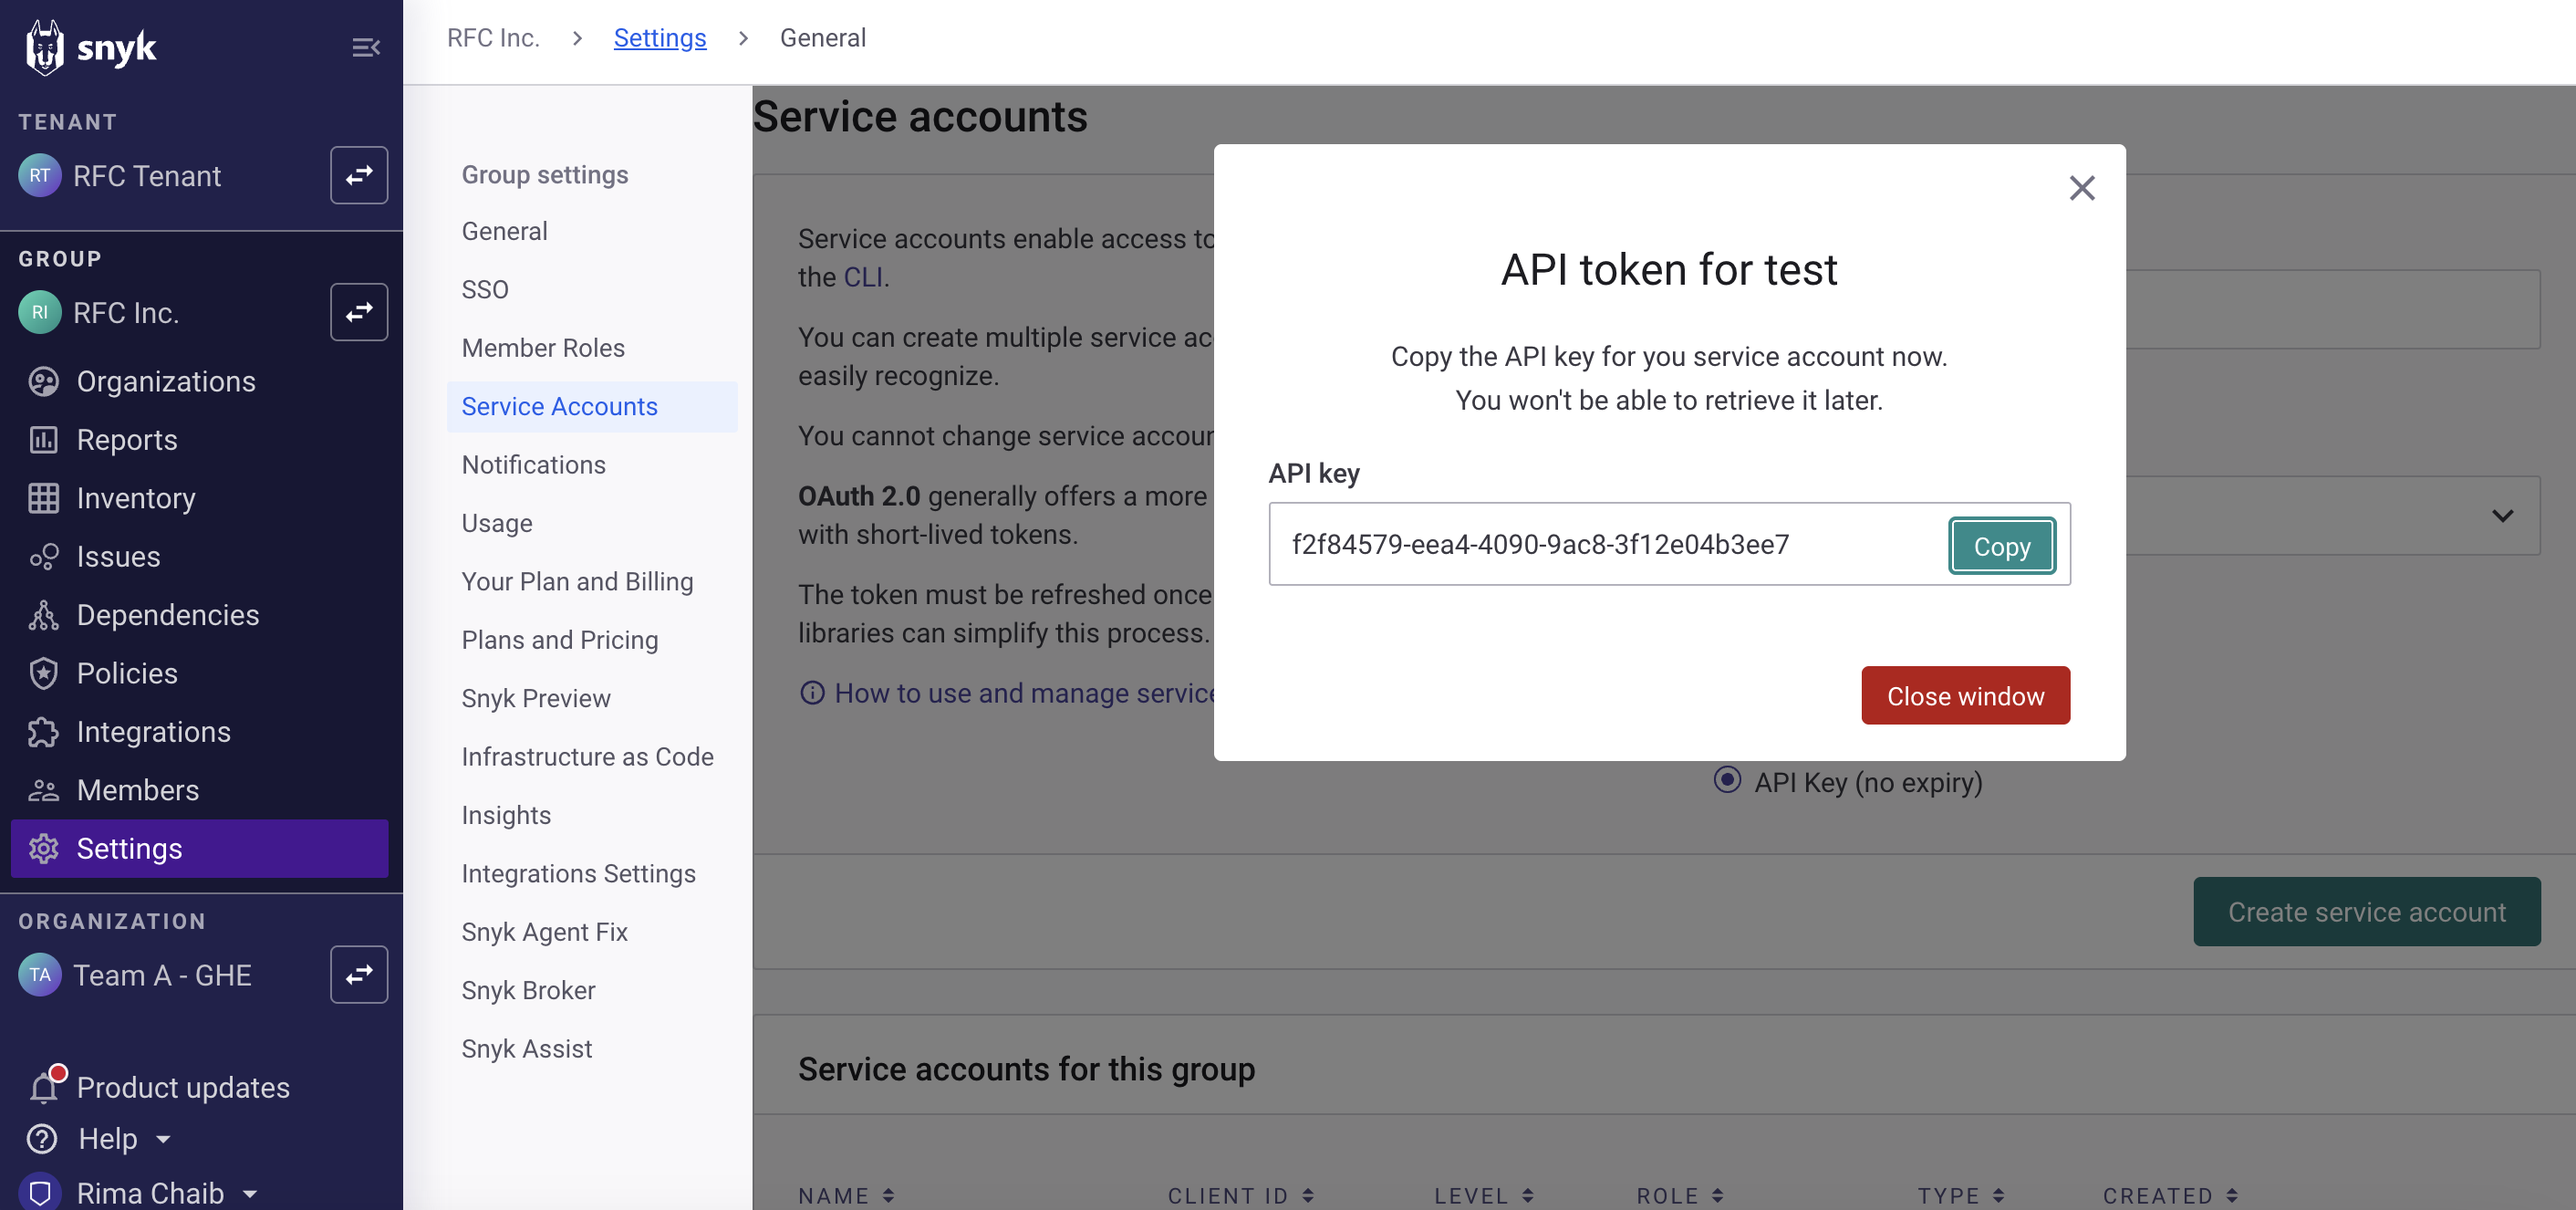 snyk
TENANT
RT RFC Tenant
GROUP
RI RFC Inc.
Organizations
Reports
Inventory
Issues
Dependencies
Policies
Integrations
Members
Settings
ORGANIZATION
TA Team A - GHE
Product updates
Help
Rima Chaib
RFC Inc. > Settings > General
Group settings
General
SSO
Member Roles
Service Accounts
Notifications
Usage
Your Plan and Billing
Plans and Pricing
Snyk Preview
Infrastructure as Code
Insights
Integrations Settings
Snyk Agent Fix
Snyk Broker
Snyk Assist
Service accounts
Service accounts enable access to
the CLI.
You can create multiple service ac
easily recognize.
You cannot change service accoun
OAuth 2.0 generally offers a more
with short-lived tokens.
The token must be refreshed once
libraries can simplify this process.
How to use and manage service
API token for test
Copy the API key for you service account now.
You won't be able to retrieve it later.
API key
f2f84579-eea4-4090-9ac8-3f12e04b3ee7
Copy
Close window
API Key (no expiry)
Create service account
Service accounts for this group
NAME CLIENT ID LEVEL ROLE TYPE CREATED